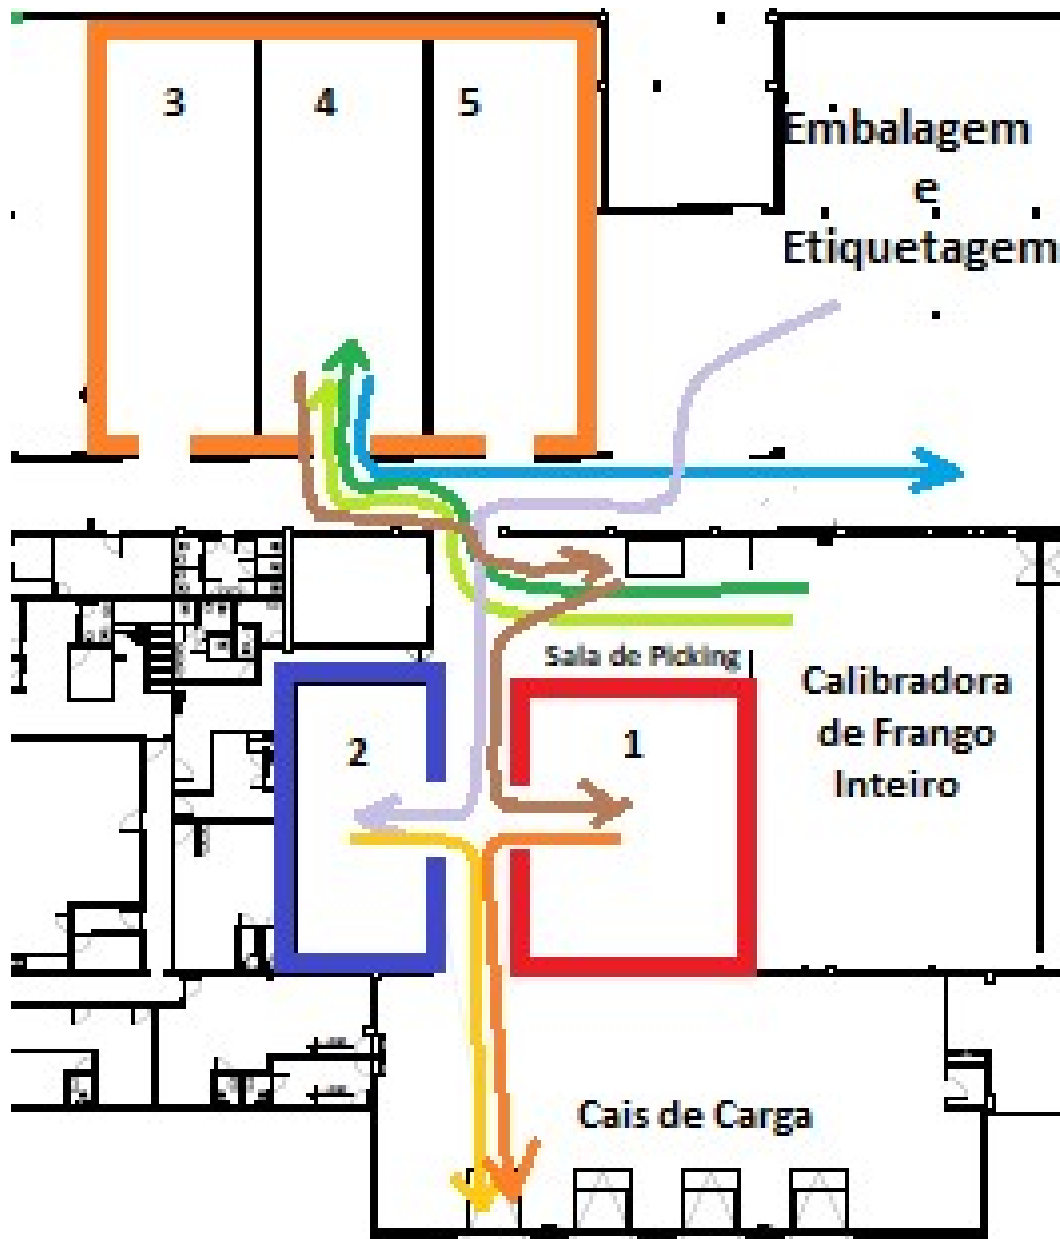 3
4
5
Embalagem
e
Etiquetagem
Sala de Picking
Calibradora
de Frango
Inteiro
2
1
Cais de Carga